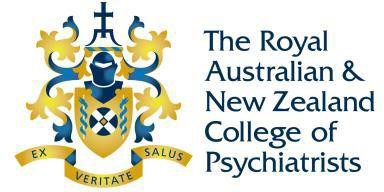 The Royal
Australian &
New Zealand
College of
Psychiatrists
EX
VERITATE
SALUS